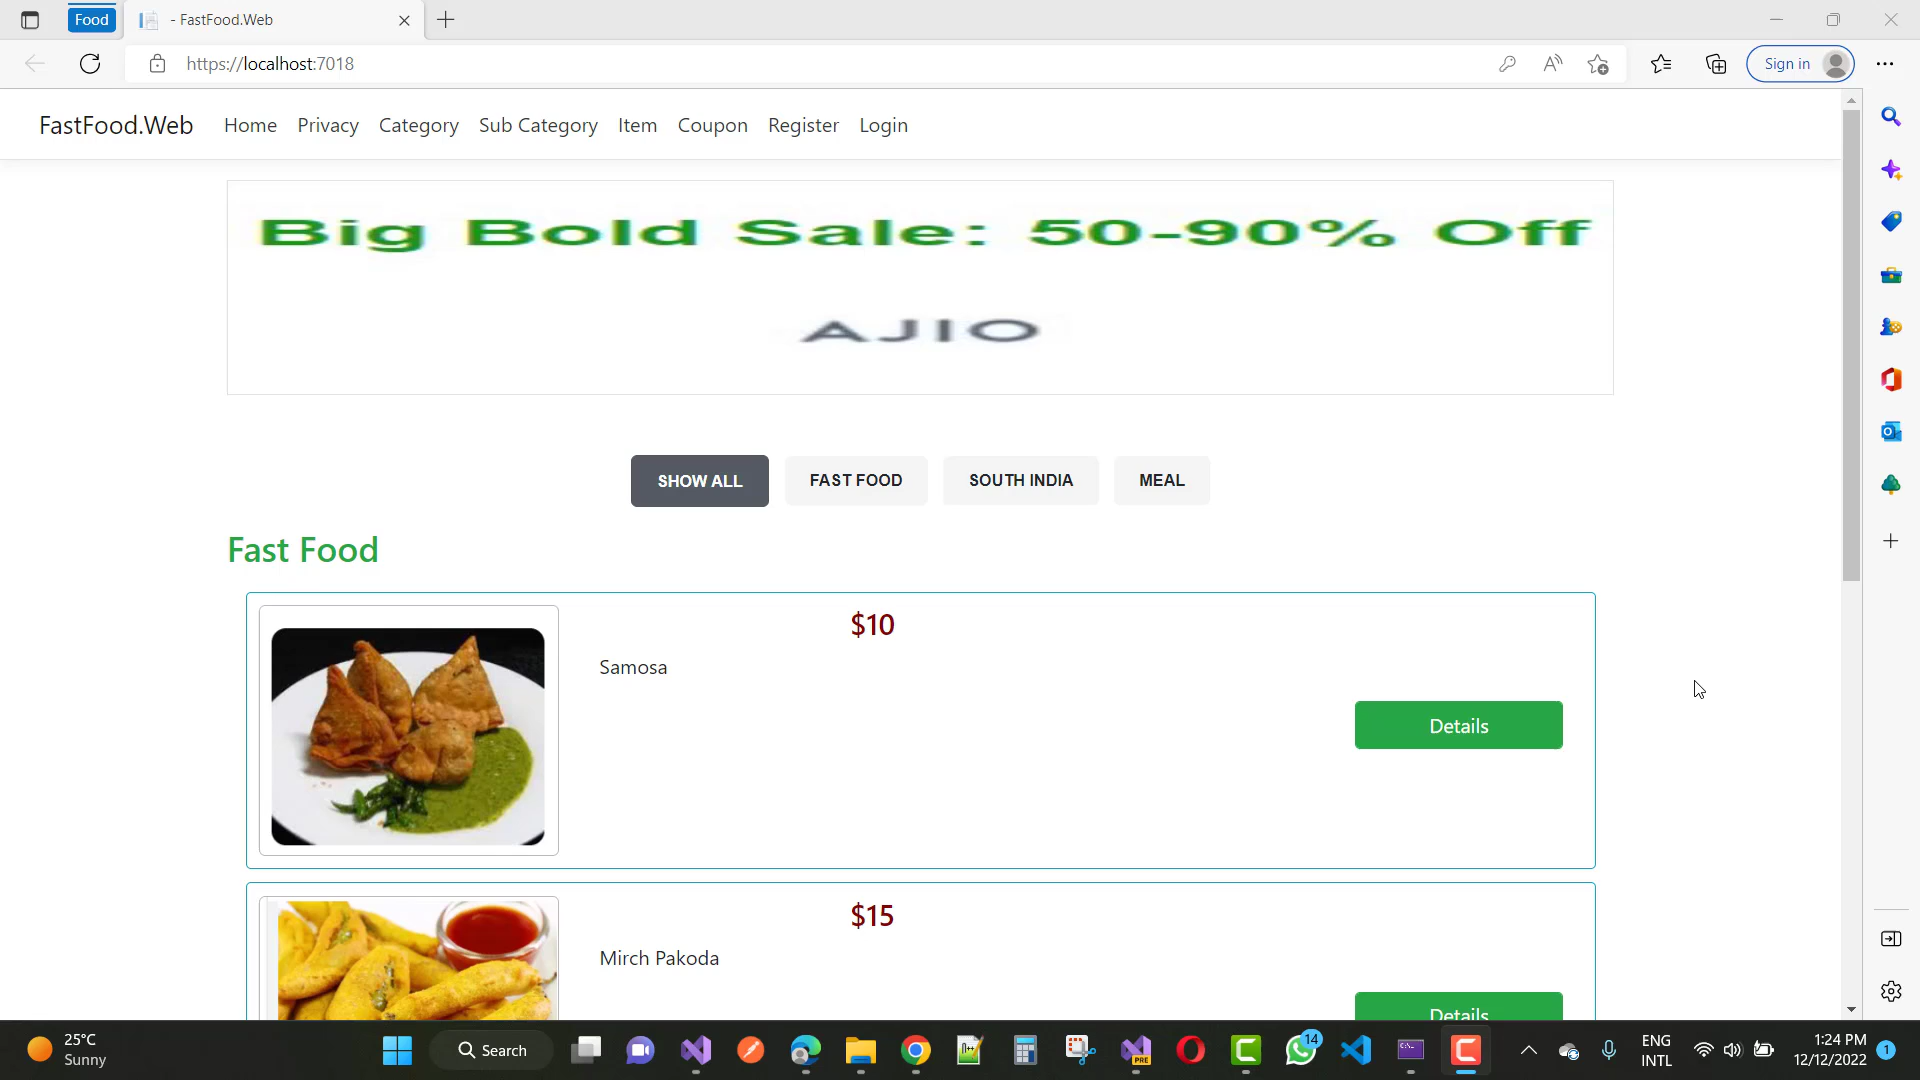 Food
- FastFood.Web
https://localhost:7018
Sign in
FastFood.Web Home Privacy Category Sub Category Item Coupon Register Login
Big Bold Sale: 50-90% Off
AJIO
SHOW ALL FAST FOOD SOUTH INDIA MEAL
Fast Food
$10
Samosa
Details
$15
Mirch Pakoda
Details
25°C
Sunny
Search
PRE
14
ENG
INTL
1:24 PM
12/12/2022
1